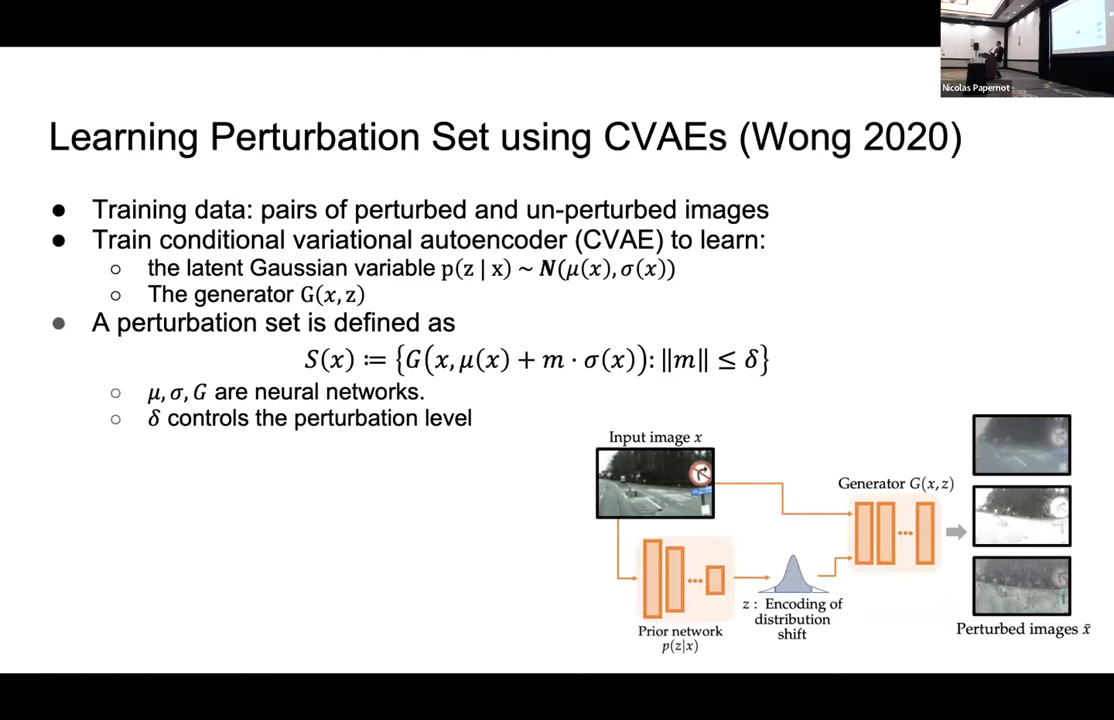 Nicolas Papernot
Learning Perturbation Set using CVAEs (Wong 2020)
● Training data: pairs of perturbed and un-perturbed images
● Train conditional variational autoencoder (CVAE) to learn:
○ the latent Gaussian variable p(z | x) ~ N(μ(x), σ(x))
○ The generator G(x, z)
● A perturbation set is defined as
S(x) ≔ {G(x, μ(x) + m · σ(x)): ||m|| ≤ δ}
○ μ, σ, G are neural networks.
○ δ controls the perturbation level
Input image x
Generator G(x, z)
z : Encoding of
distribution
shift
Prior network
p(z|x)
Perturbed images x̄